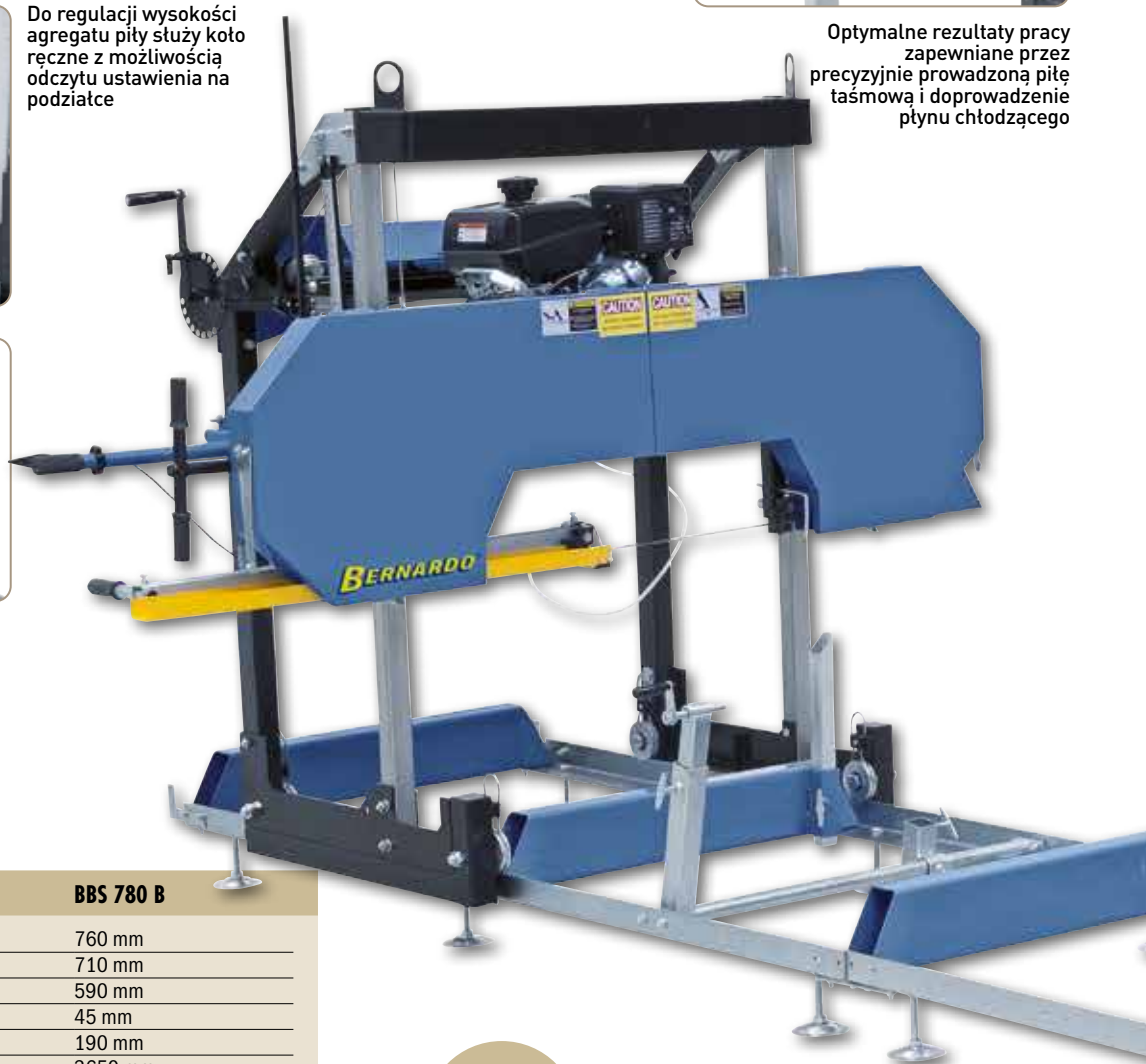 Do regulacji wysokości
agregatu piły służy koło
ręczne z możliwością
odczytu ustawienia na
podziałce
Optymalne rezultaty pracy
zapewniane przez
precyzyjnie prowadzoną piłę
taśmową i doprowadzenie
płynu chłodzącego
CAUTION CAUTION
BERNARDO
BBS 780 B
760 mm
710 mm
590 mm
45 mm
190 mm